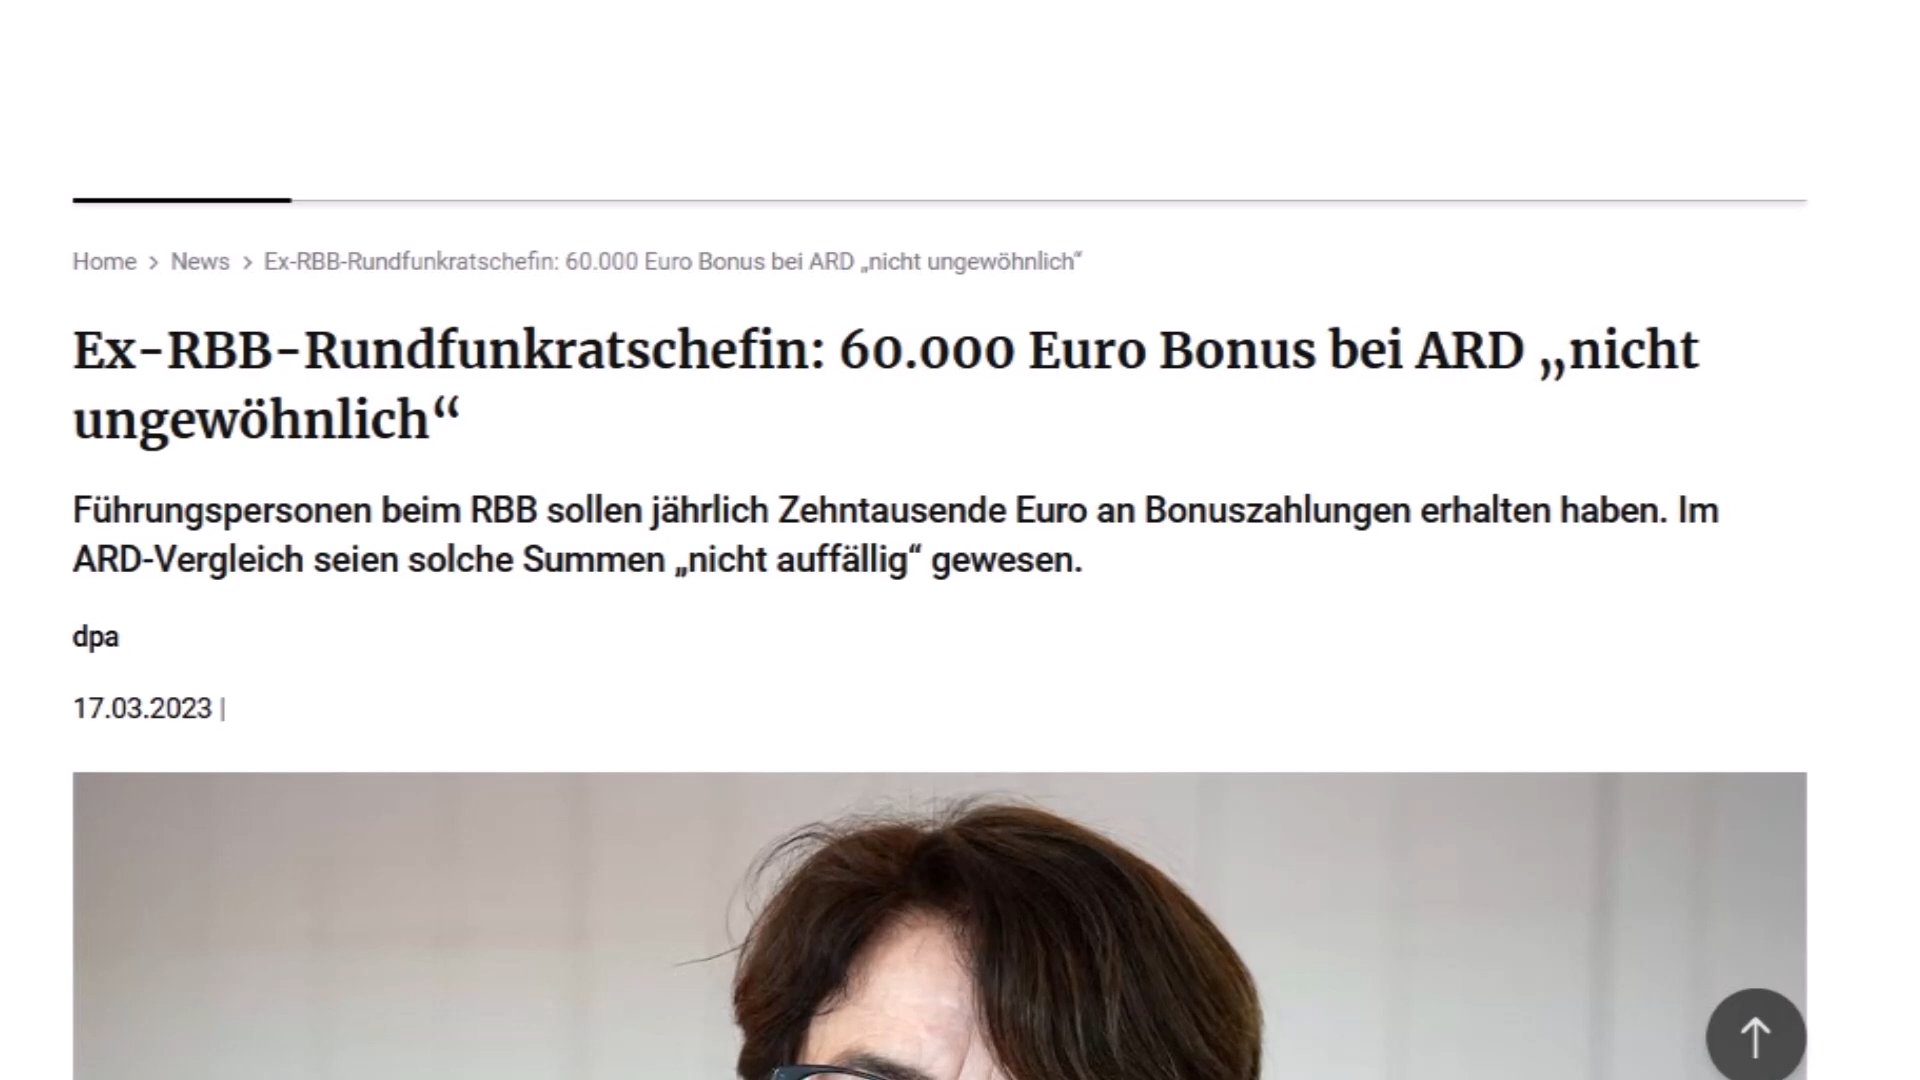 Home > News > Ex-RBB-Rundfunkratschefin: 60.000 Euro Bonus bei ARD „nicht ungewöhnlich“
Ex-RBB-Rundfunkratschefin: 60.000 Euro Bonus bei ARD „nicht
ungewöhnlich“
Führungspersonen beim RBB sollen jährlich Zehntausende Euro an Bonuszahlungen erhalten haben. Im
ARD-Vergleich seien solche Summen „nicht auffällig“ gewesen.
dpa
17.03.2023 |